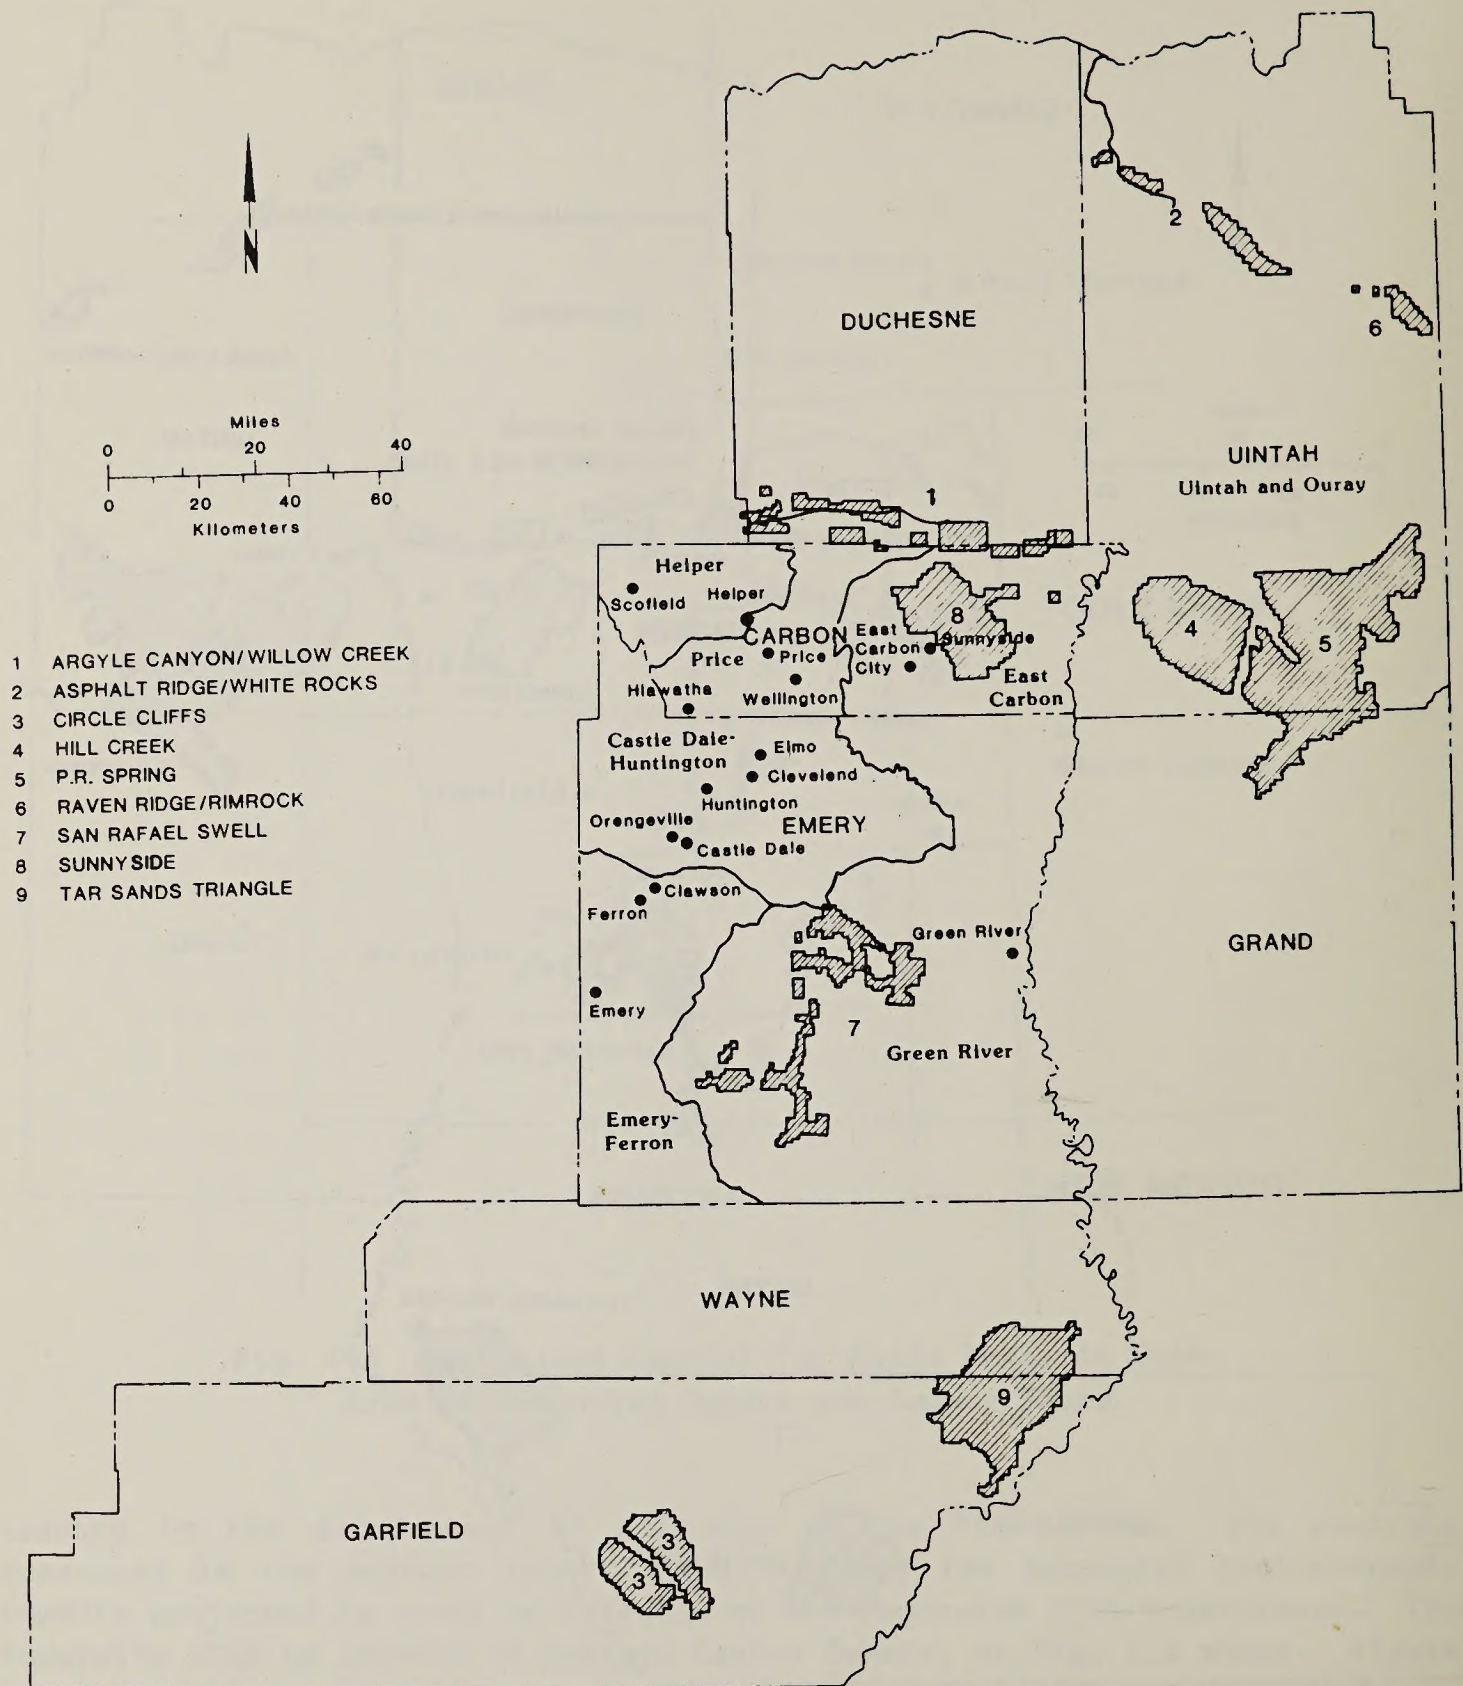 N
DUCHESNE
2
6
Miles
0 20 40
0 20 40 60
Kilometers
UINTAH
Uintah and Ouray
1
Helper
Scofield
Helper
CARBON
Price
Price
East
Carbon
City
Sunnyside
8
East
Carbon
4
5
Hiawatha
Wellington
1 ARGYLE CANYON/WILLOW CREEK
2 ASPHALT RIDGE/WHITE ROCKS
3 CIRCLE CLIFFS
4 HILL CREEK
5 P.R. SPRING
6 RAVEN RIDGE/RIMROCK
7 SAN RAFAEL SWELL
8 SUNNYSIDE
9 TAR SANDS TRIANGLE
Castle Dale-
Huntington
Elmo
Cleveland
Huntington
Orangeville
EMERY
Castle Dale
Clawson
Ferron
Green River
GRAND
Emery
7
Green River
Emery-
Ferron
WAYNE
9
GARFIELD
3
3